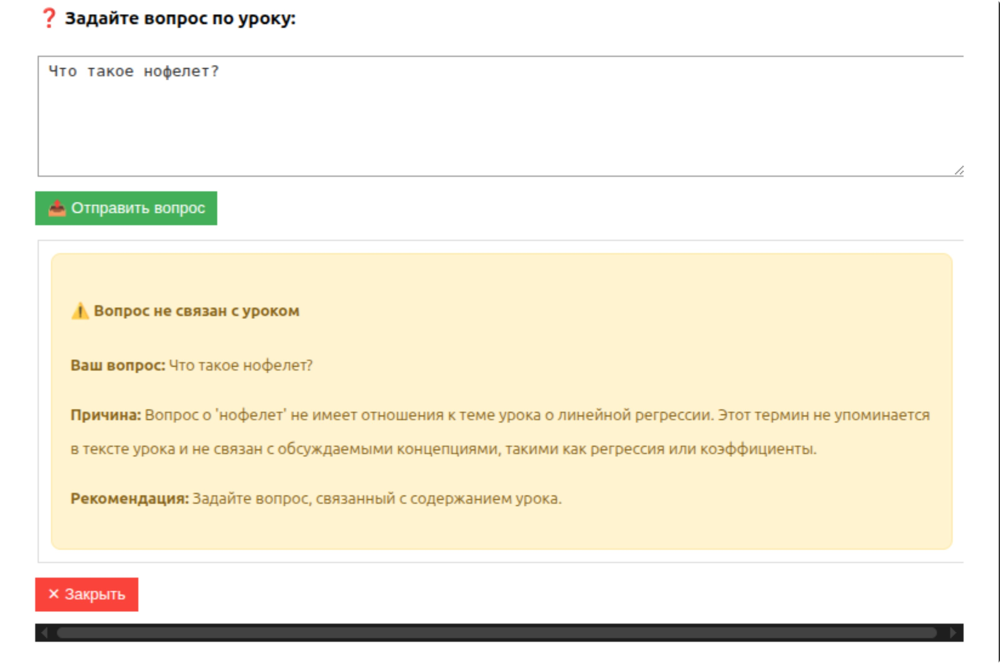 ❓ Задайте вопрос по уроку:
Что такое нофелет?
📤 Отправить вопрос
⚠️ Вопрос не связан с уроком
Ваш вопрос: Что такое нофелет?
Причина: Вопрос о 'нофелет' не имеет отношения к теме урока о линейной регрессии. Этот термин не упоминается
в тексте урока и не связан с обсуждаемыми концепциями, такими как регрессия или коэффициенты.
Рекомендация: Задайте вопрос, связанный с содержанием урока.
✕ Закрыть